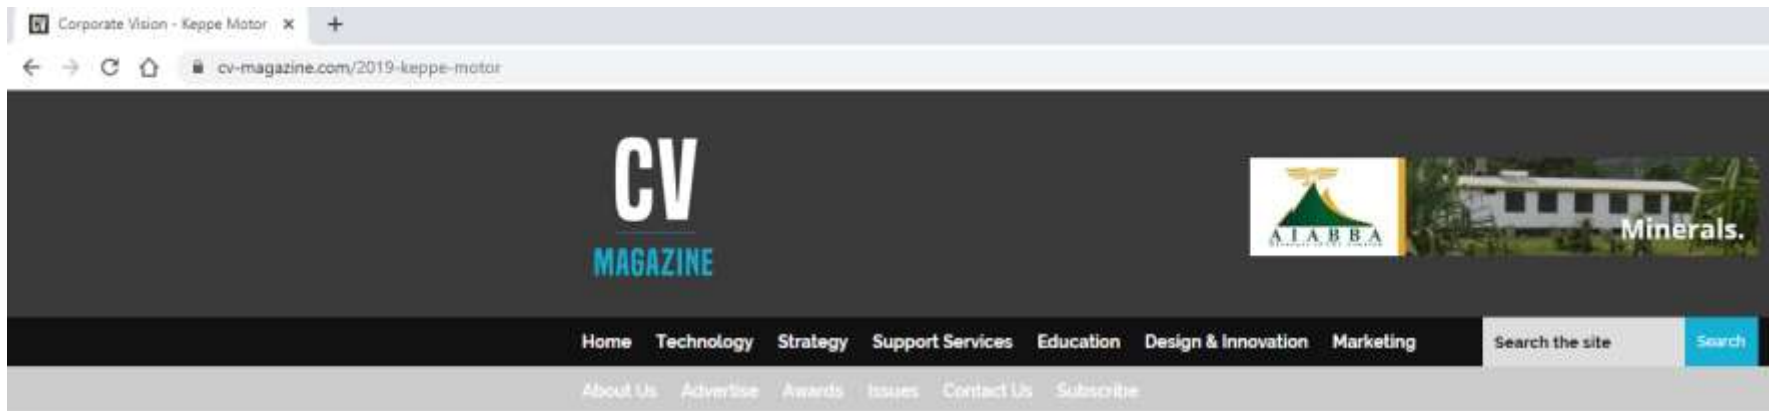 Corporate Vision - Keppe Motor × +
cv-magazine.com/2019-keppe-motor
CV
MAGAZINE
AIABBA
Minerals.
Home Technology Strategy Support Services Education Design & Innovation Marketing Search the site Search
About Us Advertise Awards Issues Contact Us Subscribe